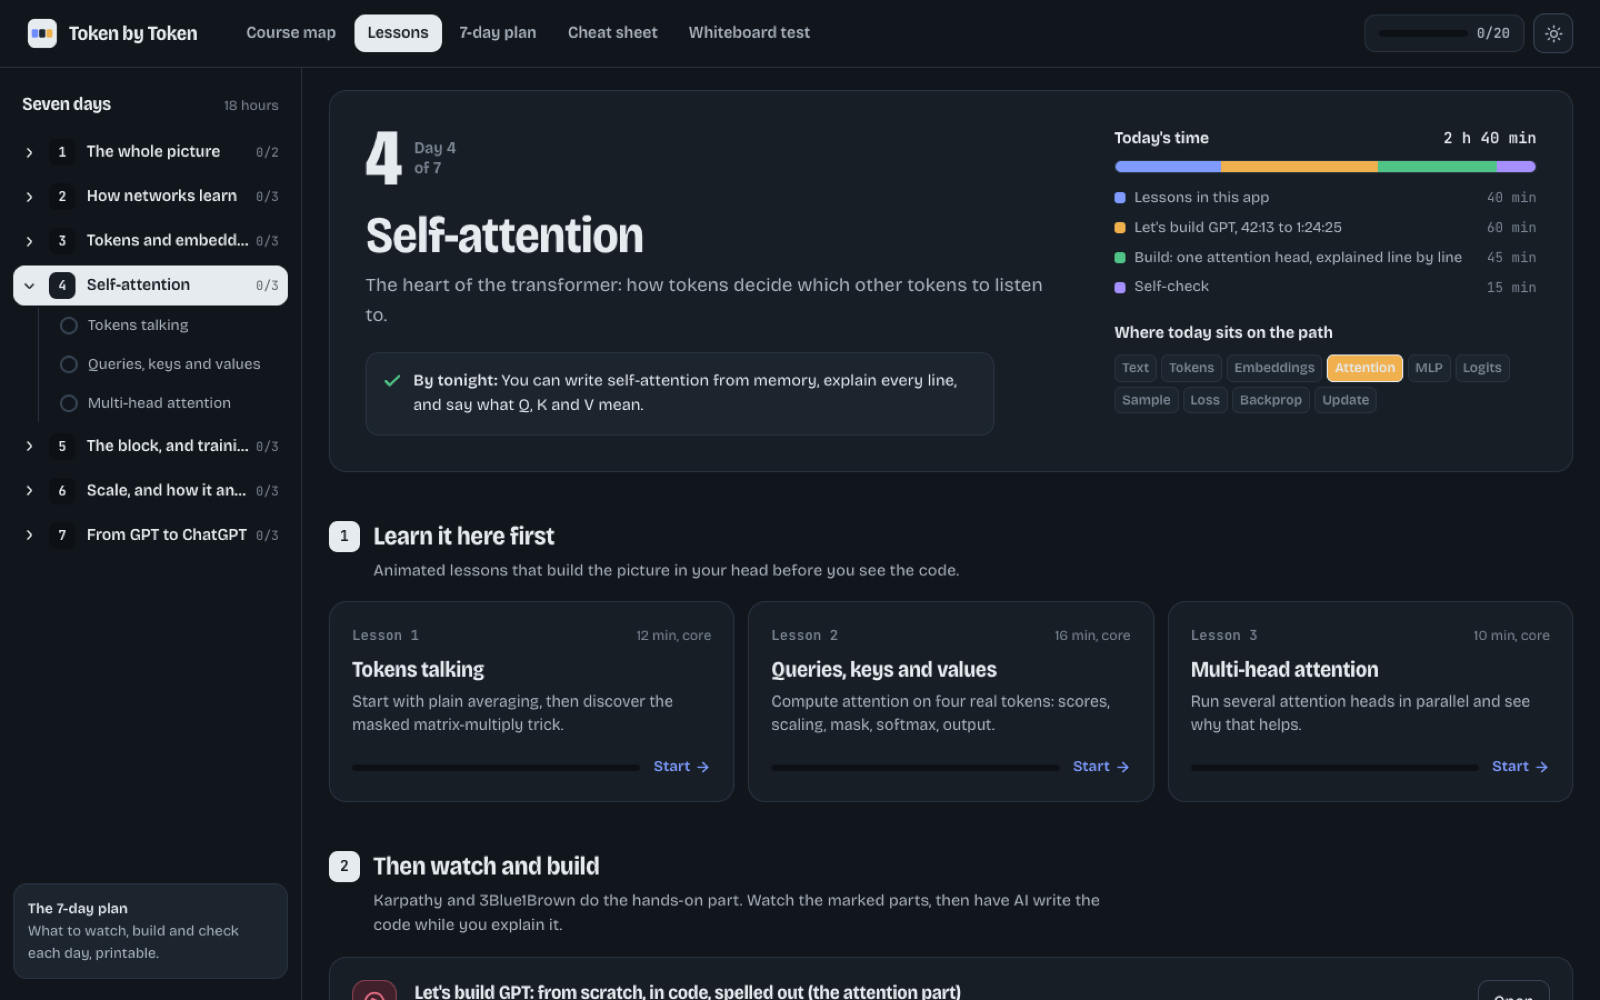 Token by Token
Course map
Lessons
7-day plan
Cheat sheet
Whiteboard test
0/20
Seven days
18 hours
1 The whole picture 0/2
2 How networks learn 0/3
3 Tokens and embedd... 0/3
4 Self-attention 0/3
Tokens talking
Queries, keys and values
Multi-head attention
5 The block, and traini... 0/3
6 Scale, and how it an... 0/3
7 From GPT to ChatGPT 0/3
The 7-day plan
What to watch, build and check
each day, printable.
4
Day 4
of 7
Self-attention
The heart of the transformer: how tokens decide which other tokens to listen
to.
By tonight: You can write self-attention from memory, explain every line,
and say what Q, K and V mean.
Today's time 2 h 40 min
Lessons in this app 40 min
Let's build GPT, 42:13 to 1:24:25 60 min
Build: one attention head, explained line by line 45 min
Self-check 15 min
Where today sits on the path
Text Tokens Embeddings Attention MLP Logits
Sample Loss Backprop Update
1 Learn it here first
Animated lessons that build the picture in your head before you see the code.
Lesson 1 12 min, core
Tokens talking
Start with plain averaging, then discover the
masked matrix-multiply trick.
Start →
Lesson 2 16 min, core
Queries, keys and values
Compute attention on four real tokens: scores,
scaling, mask, softmax, output.
Start →
Lesson 3 10 min, core
Multi-head attention
Run several attention heads in parallel and see
why that helps.
Start →
2 Then watch and build
Karpathy and 3Blue1Brown do the hands-on part. Watch the marked parts, then have AI write the
code while you explain it.
Let's build GPT: from scratch, in code, spelled out (the attention part)
Open